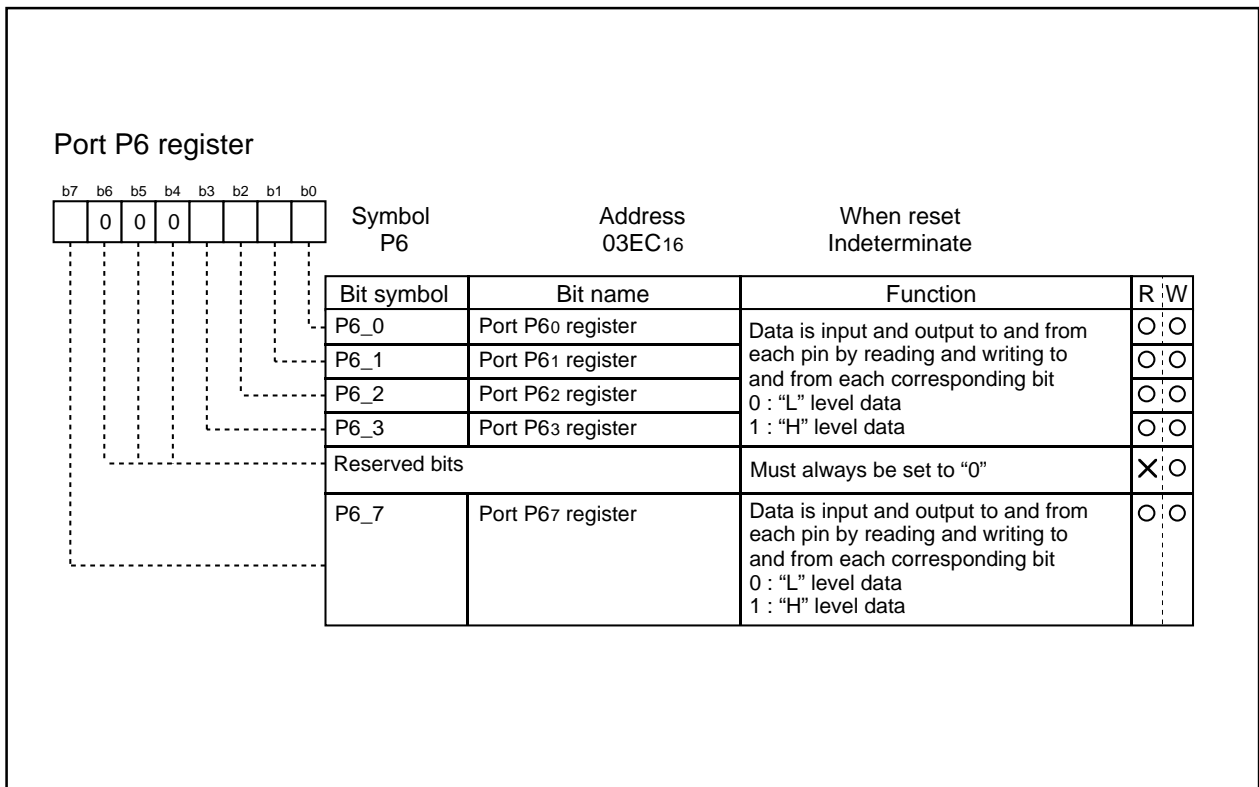 Port P6 register
b7 b6 b5 b4 b3 b2 b1 b0
0 0 0
Symbol Address When reset
P6 03EC16 Indeterminate
Bit symbol Bit name Function R W
P6_0 Port P60 register
Data is input and output to and from
each pin by reading and writing to
and from each corresponding bit
0 : “L” level data
1 : “H” level data
P6_1 Port P61 register
P6_2 Port P62 register
P6_3 Port P63 register
Reserved bits Must always be set to “0”
P6_7 Port P67 register
Data is input and output to and from
each pin by reading and writing to
and from each corresponding bit
0 : “L” level data
1 : “H” level data